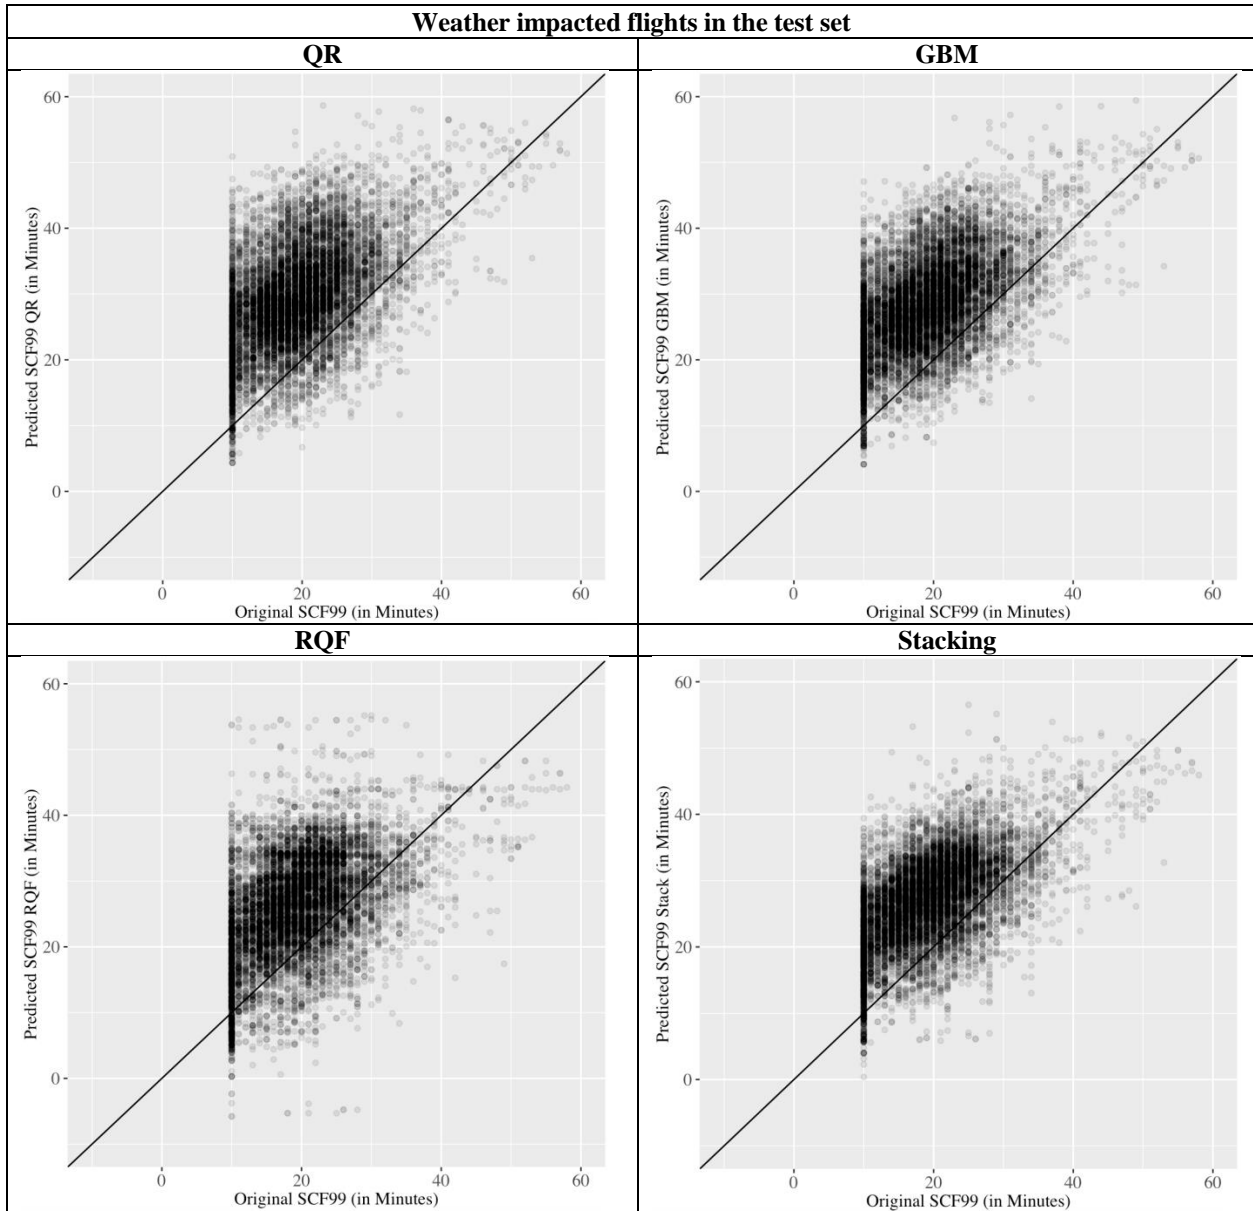 Weather impacted flights in the test set
QR
GBM
60
40
20
0
Predicted SCF99 QR (in Minutes)
0
20
40
60
Original SCF99 (in Minutes)
60
40
20
0
Predicted SCF99 GBM (in Minutes)
0
20
40
60
Original SCF99 (in Minutes)
RQF
Stacking
60
40
20
0
Predicted SCF99 RQF (in Minutes)
0
20
40
60
Original SCF99 (in Minutes)
60
40
20
0
Predicted SCF99 Stack (in Minutes)
0
20
40
60
Original SCF99 (in Minutes)